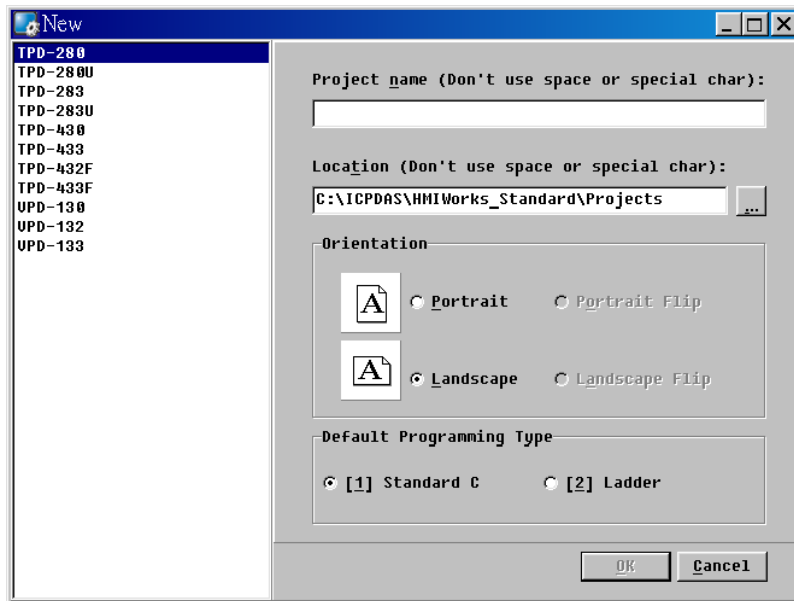 New
TPD-280
TPD-280U
TPD-283
TPD-283U
TPD-430
TPD-433
TPD-432F
TPD-433F
VPD-130
VPD-132
VPD-133
Project name (Don't use space or special char):
Location (Don't use space or special char):
C:\ICPDAS\HMIWorks_Standard\Projects
...
Orientation
A Portrait Portrait Flip
A Landscape Landscape Flip
Default Programming Type
[1] Standard C [2] Ladder
OK Cancel